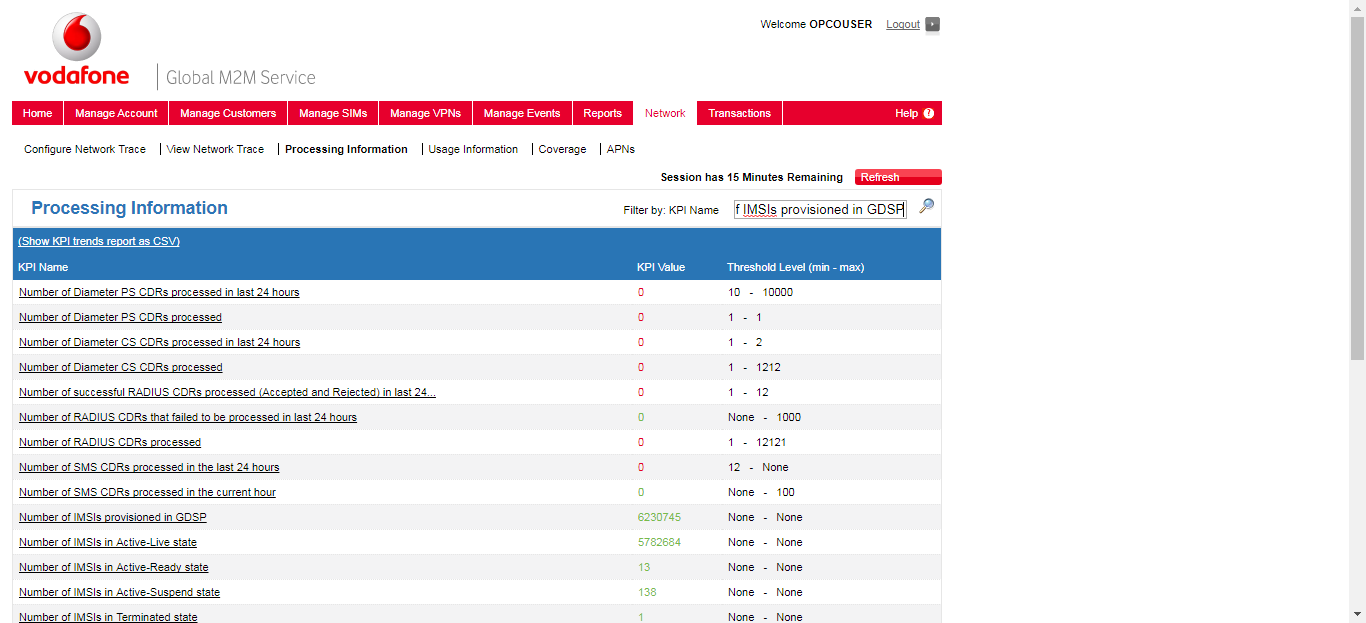 Welcome OPCOUSER Logout
vodafone Global M2M Service
Home Manage Account Manage Customers Manage SIMs Manage VPNs Manage Events Reports Network Transactions Help ?
Configure Network Trace View Network Trace Processing Information Usage Information Coverage APNs
Session has 15 Minutes Remaining Refresh
Processing Information Filter by: KPI Name f IMSIs provisioned in GDSP
(Show KPI trends report as CSV)
KPI Name KPI Value Threshold Level (min - max)
Number of Diameter PS CDRs processed in last 24 hours 0 10 - 10000
Number of Diameter PS CDRs processed 0 1 - 1
Number of Diameter CS CDRs processed in last 24 hours 0 1 - 2
Number of Diameter CS CDRs processed 0 1 - 1212
Number of successful RADIUS CDRs processed (Accepted and Rejected) in last 24... 0 1 - 12
Number of RADIUS CDRs that failed to be processed in last 24 hours 0 None - 1000
Number of RADIUS CDRs processed 0 1 - 12121
Number of SMS CDRs processed in the last 24 hours 0 12 - None
Number of SMS CDRs processed in the current hour 0 None - 100
Number of IMSIs provisioned in GDSP 6230745 None - None
Number of IMSIs in Active-Live state 5782684 None - None
Number of IMSIs in Active-Ready state 13 None - None
Number of IMSIs in Active-Suspend state 138 None - None
Number of IMSIs in Terminated state 1 None - None